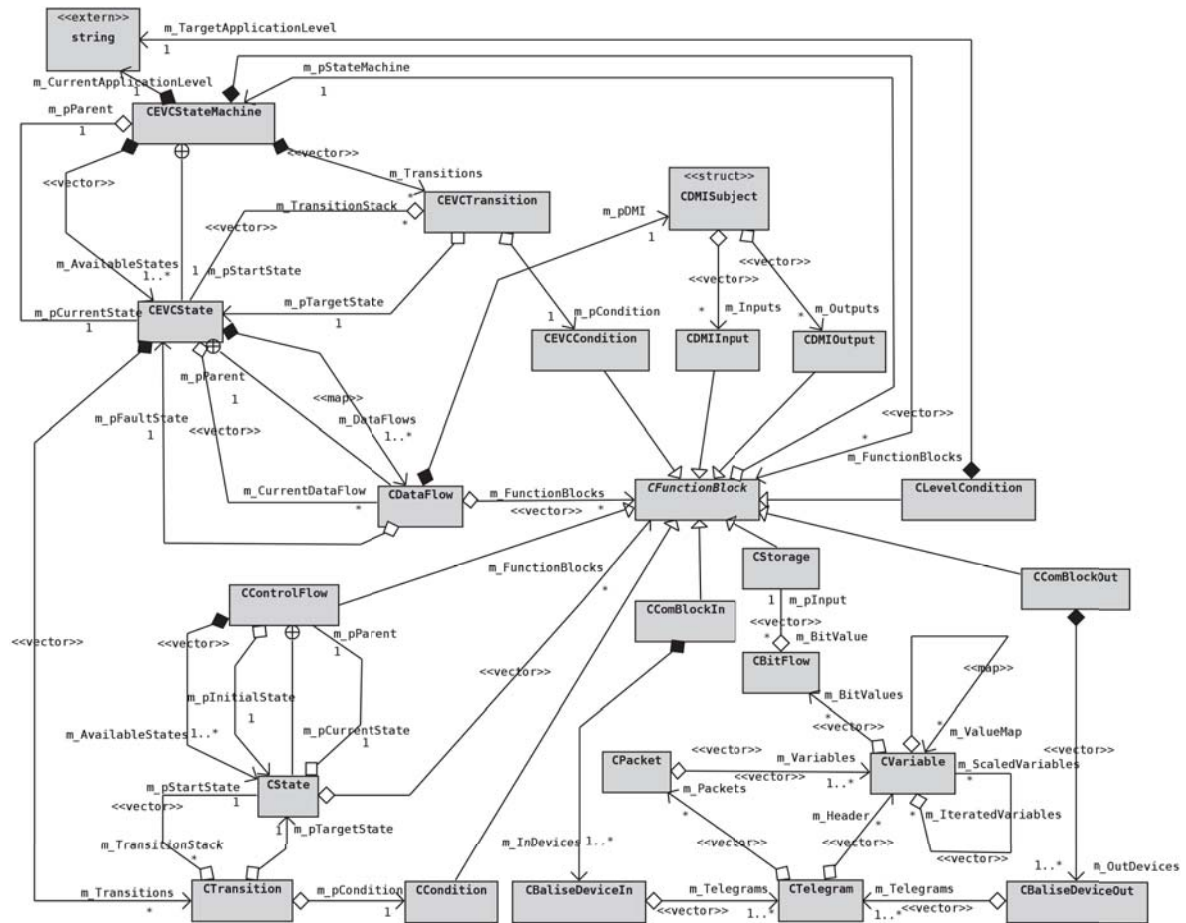 <<extern>>
string
m_TargetApplicationLevel
1
m_CurrentApplicationLevel
1
m_pStateMachine
1
m_pParent
1
CEVCStateMachine
<<vector>>
<<vector>>
m_Transitions
*
<<struct>>
CDMISubject
CEVCTransition
m_TransitionStack
*
<<vector>>
m_pDMI
1
<<vector>>
<<vector>>
m_AvailableStates
1..*
1
m_pStartState
m_pTargetState
1
m_pCondition
1
m_Inputs
*
m_Outputs
*
m_pCurrentState
1
CEVCState
CEVCCondition
CDMIInput
CDMIOutput
m_pParent
1
<<map>>
m_DataFlows
1..*
m_pFaultState
1
<<vector>>
<<vector>>
*
m_FunctionBlocks
m_CurrentDataFlow
*
CDataFlow
m_FunctionBlocks
*
<<vector>>
CFunctionBlock
CLevelCondition
m_FunctionBlocks
*
CStorage
CComBlockOut
CControlFlow
CComBlockIn
1
m_pInput
<<vector>>
*
m_BitValue
CBitFlow
<<vector>>
<<vector>>
m_pParent
1
<<vector>>
<<map>>
<<vector>>
m_pInitialState
1
m_AvailableStates
1..*
m_pCurrentState
1
m_BitValues
*
<<vector>>
*
m_ValueMap
CState
CPacket
<<vector>>
m_Variables
1..*
<<vector>>
CVariable
m_ScaledVariables
*
m_pStartState
1
<<vector>>
m_Packets
*
m_Header
*
*
m_IteratedVariables
1
m_pTargetState
m_TransitionStack
*
m_InDevices
1..*
<<vector>>
<<vector>>
<<vector>>
m_Transitions
*
CTransition
m_pCondition
1
CCondition
CBaliseDeviceIn
m_Telegrams
1..*
<<vector>>
CTelegram
m_Telegrams
1..*
<<vector>>
CBaliseDeviceOut
1..*
m_OutDevices